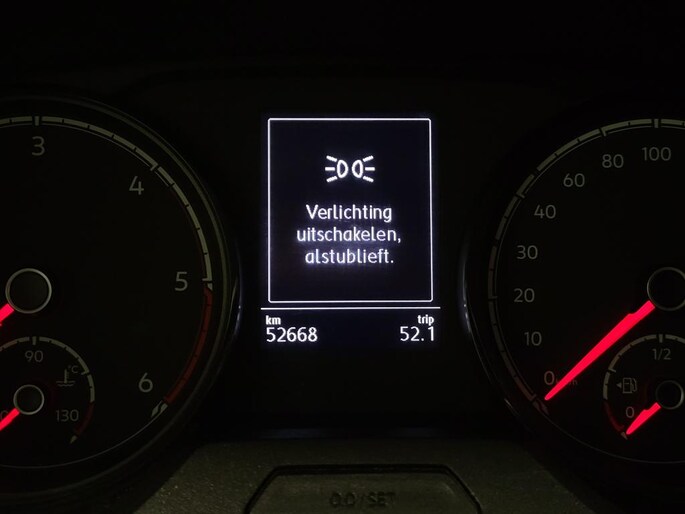 Verlichting
uitschakelen,
alstublieft.
km trip
52668 52.1
3
4
5
6
90
°C
130
0
10
20
30
40
60
80
100
1/2
0
0.0/SET